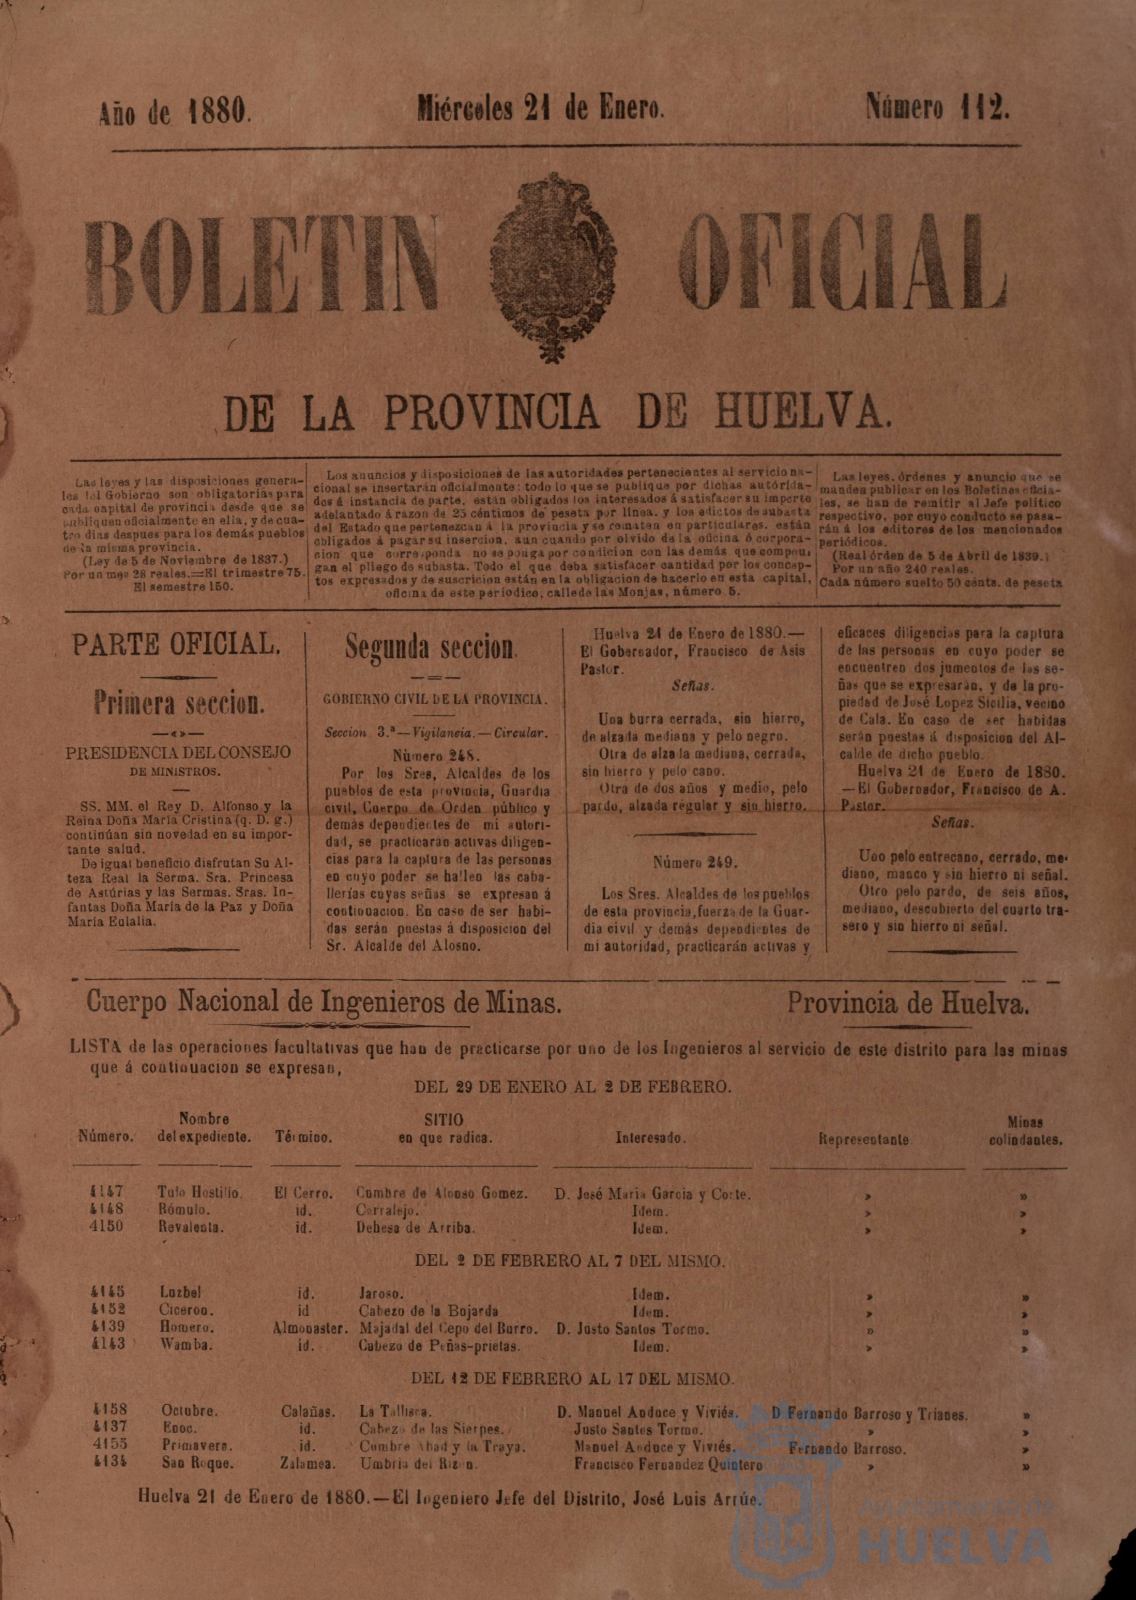 Año de 1880.
Miércoles 21 de Enero.
Número 112.
BOLETIN OFICIAL
DE LA PROVINCIA DE HUELVA.
Las leyes y las disposiciones genera-
les del Gobierno son obligatorias para
cada capital de provincia desde que se
publiquen oficialmente en ella, y de cua-
tro dias despues para los demás pueblos
de la misma provincia.
(Ley de 5 de Noviembre de 1837.)
Por un mes 28 reales.=El trimestre 75.
El semestre 150.
Los anuncios y disposiciones de las autoridades pertenecientes al servicio na-
cional se insertarán oficialmente: todo lo que se publique por dichas autorida-
dos á instancia de parte, están obligados los interesados á satisfacer su importe
adelantado á razon de 25 céntimos de peseta por línea, y los edictos de subasta
del Estado que pertenezcan á la provincia y se rematen en particulares, están
obligados á pagar su insercion, aun cuando por olvido de la oficina ó corpora-
cion que corresponda no se ponga por condicion con las demás que compon-
gan el pliego de subasta. Todo el que deba satisfacer cantidad por los concep-
tos expresados y de suscricion están en la obligacion de hacerlo en esta capital,
oficina de este periodico, calle de las Monjas, número 5.
Las leyes, órdenes y anuncio que se
manden publicar en los Boletines oficia-
les, se han de remitir al Jefe político
respectivo, por cuyo conducto se pasa-
rán á los editores de los mencionados
periódicos.
(Real órden de 5 de Abril de 1839.)
Por un año 240 reales.
Cada número suelto 50 cénts. de peseta
PARTE OFICIAL.
Primera seccion.
PRESIDENCIA DEL CONSEJO
DE MINISTROS.
SS. MM. el Rey D. Alfonso y la
Reina Doña María Cristina (q. D. g.)
continúan sin novedad en su impor-
tante salud.
De igual beneficio disfrutan Su Al-
teza Real la Serma. Sra. Princesa
de Astúrias y las Sermas. Sras. In-
fantas Doña María de la Paz y Doña
María Eulalia.
Segunda seccion.
GOBIERNO CIVIL DE LA PROVINCIA.
Seccion 3.ª—Vigilancia.—Circular.
Número 248.
Por los Sres, Alcaldes de los
pueblos de esta provincia, Guardia
civil, Cuerpo de Orden público y
demás dependientes de mi autori-
dad, se practicarán activas diligen-
cias para la captura de las personas
en cuyo poder se hallen las caba-
llerías cuyas señas se expresan á
continuacion. En caso de ser habi-
das serán puestas á disposicion del
Sr. Alcalde del Alosno.
Huelva 21 de Enero de 1880.—
El Gobernador, Francisco de Asis
Pastor.
Señas.
Una burra cerrada, sin hierro,
de alzada mediana y pelo negro.
Otra de alzada mediana, cerrada,
sin hierro y pelo cano.
Otra de dos años y medio, pelo
pardo, alzada regular y sin hierro.
Número 249.
Los Sres. Alcaldes de los pueblos
de esta provincia, fuerza de la Guar-
dia civil y demás dependientes de
mi autoridad, practicarán activas y
eficaces diligencias para la captura
de las personas en cuyo poder se
encuentren dos jumentos de las se-
ñas que se expresarán, y de la pro-
piedad de José Lopez Sicilia, vecino
de Cala. En caso de ser habidas
serán puestas á disposicion del Al-
calde de dicho pueblo.
Huelva 21 de Enero de 1880.
—El Gobernador, Francisco de A.
Pastor.
Señas.
Uno pelo entrecano, cerrado, me-
diano, manco y sin hierro ni señal.
Otro pelo pardo, de seis años,
mediano, descubierto del cuarto tra-
sero y sin hierro ni señal.
Cuerpo Nacional de Ingenieros de Minas. Provincia de Huelva.
LISTA de las operaciones facultativas que han de practicarse por uno de los Ingenieros al servicio de este distrito para las minas
que á continuacion se expresan,
DEL 29 DE ENERO AL 2 DE FEBRERO.
Número. Nombre del expediente. Término. SITIO en que radica. Interesado. Representante. Minas colindantes.
4147 Tulo Hostilio. El Cerro. Cumbre de Alonso Gomez. D. José Maria Garcia y Corte. » »
4148 Rómulo. id. Corralejo. Idem. » »
4150 Revalenta. id. Dehesa de Arriba. Idem. » »
DEL 2 DE FEBRERO AL 7 DEL MISMO.
4145 Luzbel id. Jaroso. Idem. » »
4152 Ciceron. id Cabezo de la Bujarda Idem. » »
4139 Homero. Almonaster. Majadal del Cepo del Burro. D. Justo Santos Tormo. » »
4143 Wamba. id. Cabezo de Peñas-prietas. Idem. » »
DEL 12 DE FEBRERO AL 17 DEL MISMO.
4158 Octubre. Calañas. La Tallisca. D. Manuel Anduce y Viviés. D Fernando Barroso y Trianes. »
4137 Enoc. id. Cabezo de las Sierpes. Justo Santos Tormo. » »
4155 Primavera. id. Cumbre Abad y la Traya. Manuel Anduce y Viviés. Fernando Barroso. »
4134 San Roque. Zalamea. Umbria del Rizon. Francisco Fernandez Quintero » »
Huelva 21 de Enero de 1880.—El Ingeniero Jefe del Distrito, José Luis Arrúe.
Ayuntamiento de
HUELVA